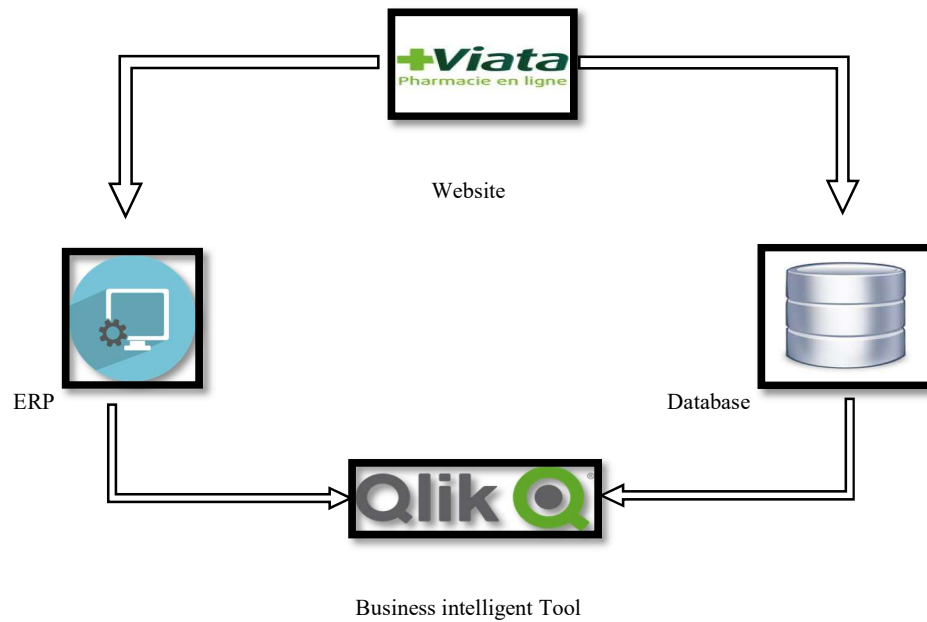 +Viata
Pharmacie en ligne
Website
ERP
Database
Qlik
®
Business intelligent Tool